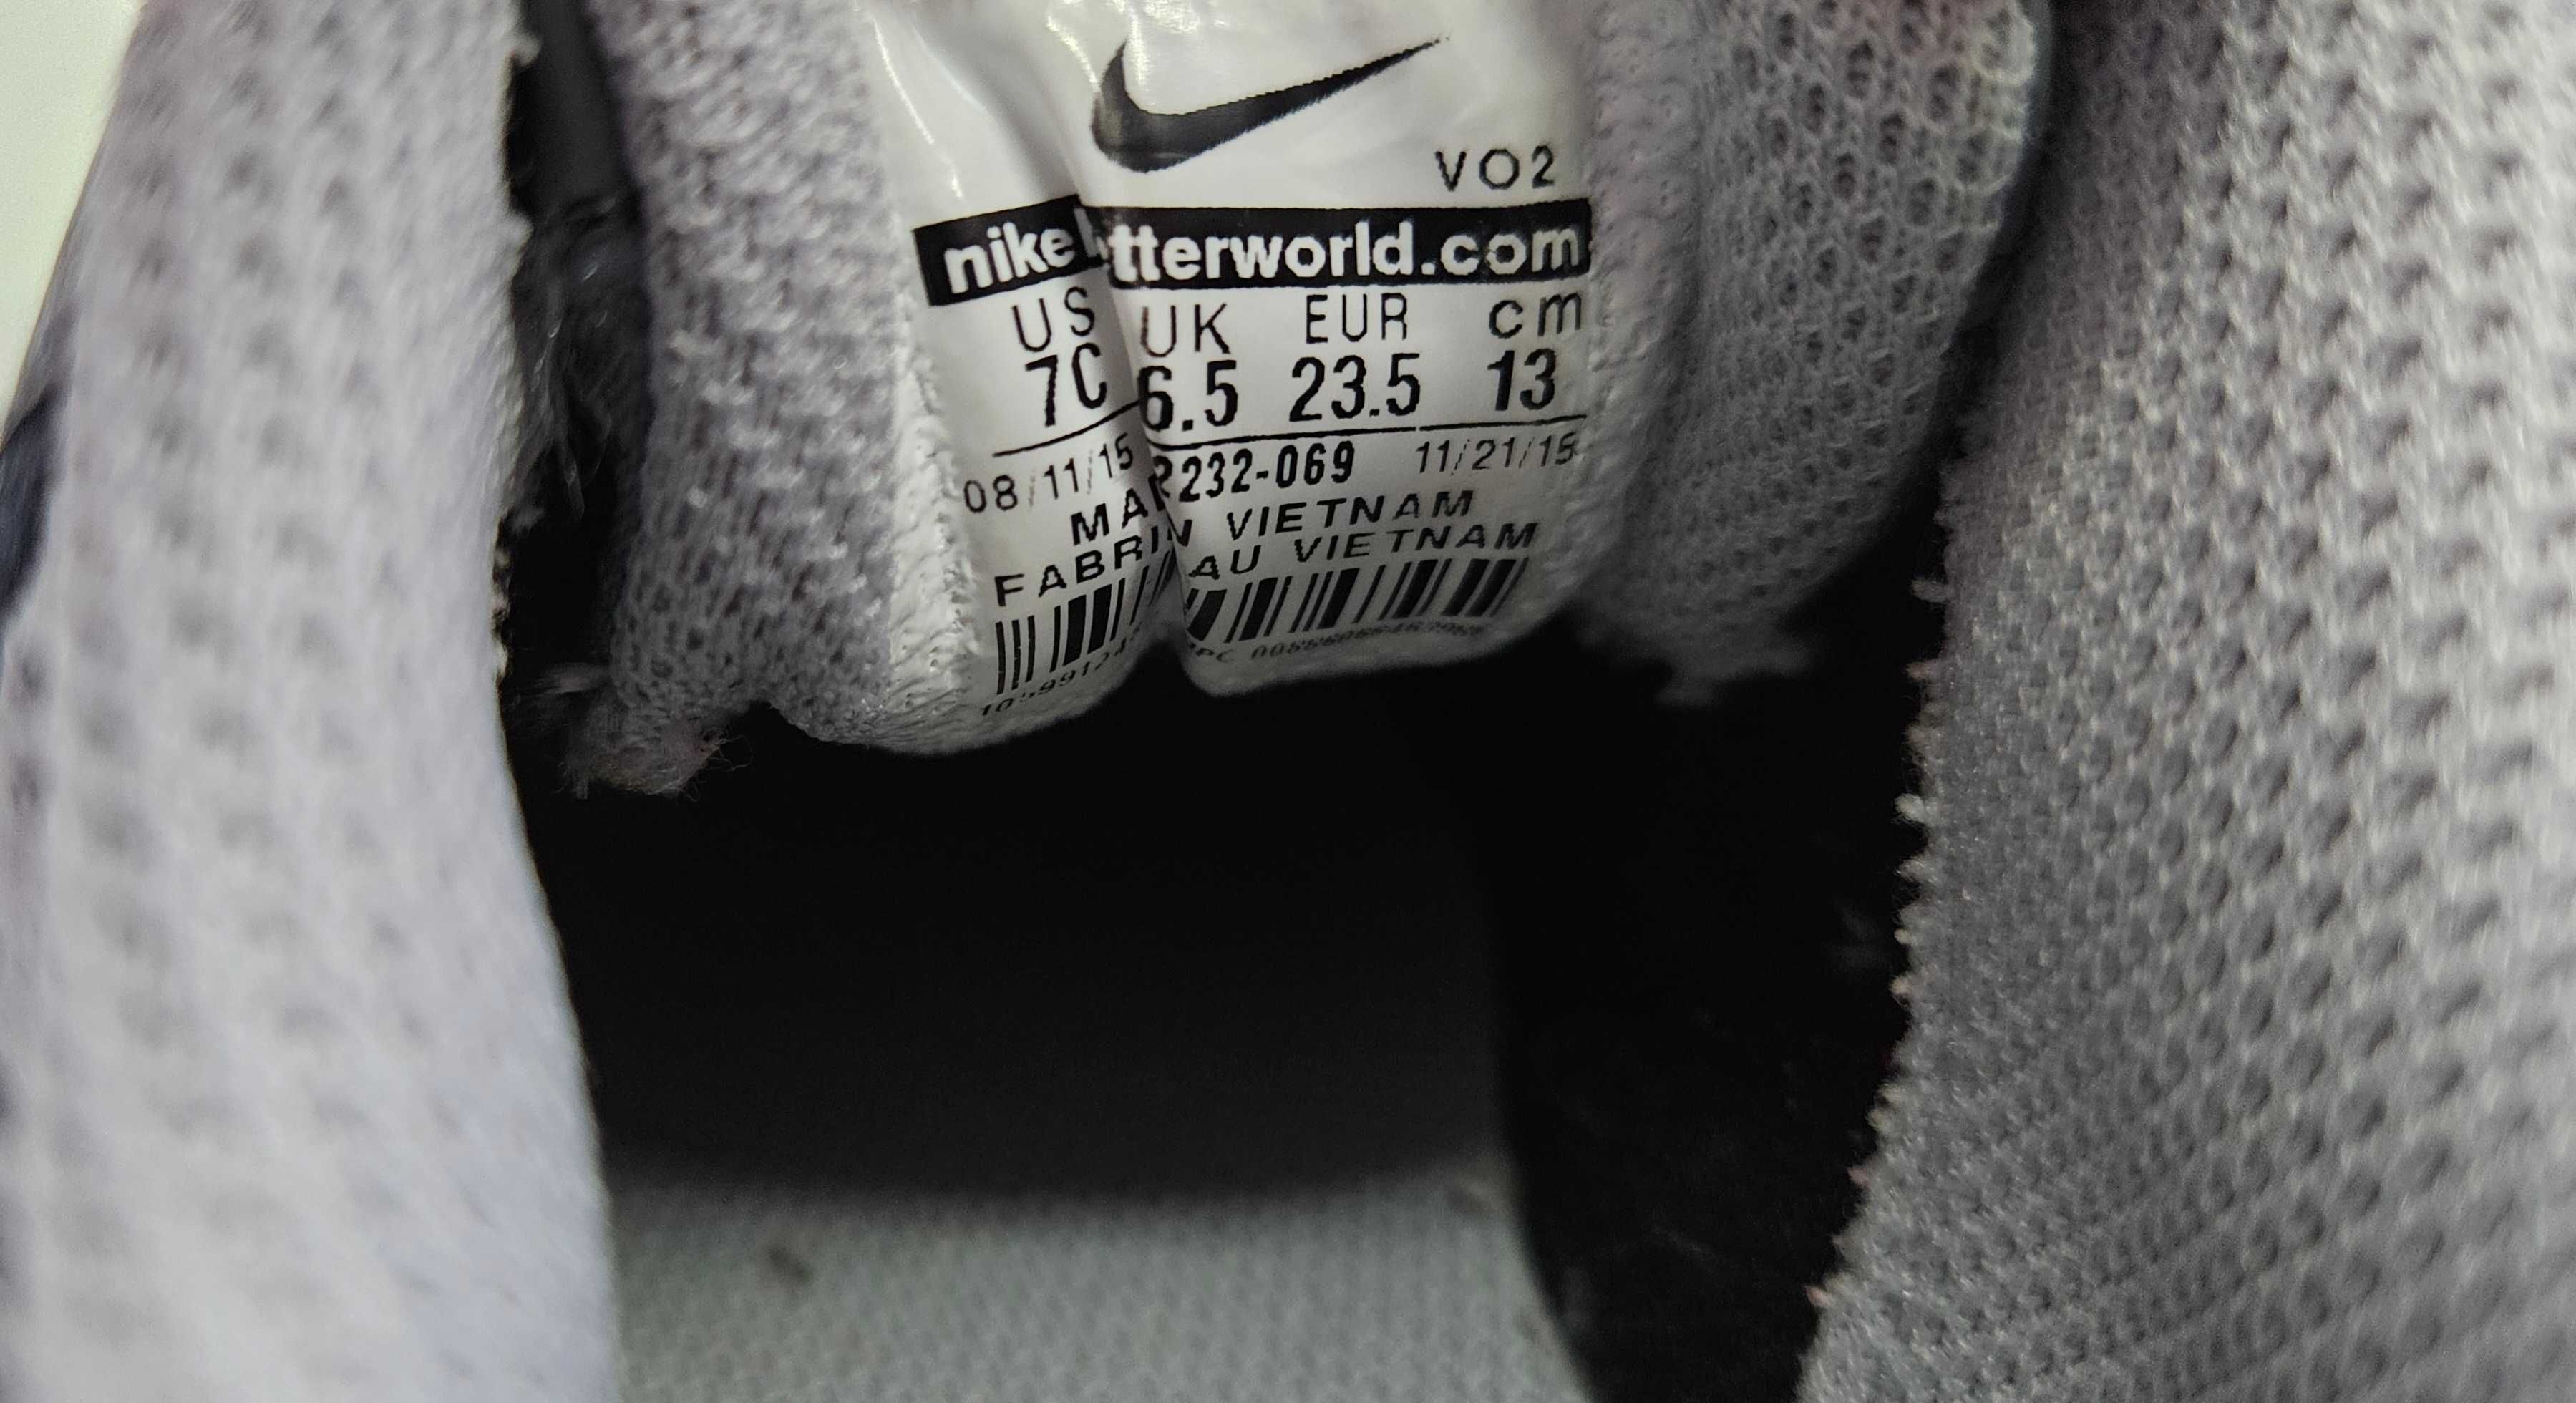 VO2
nike tterworld.com
US UK EUR cm
7C 6.5 23.5 13
08/11/15 232-069 11/21/15
MA IN VIETNAM
FABRI AU VIETNAM